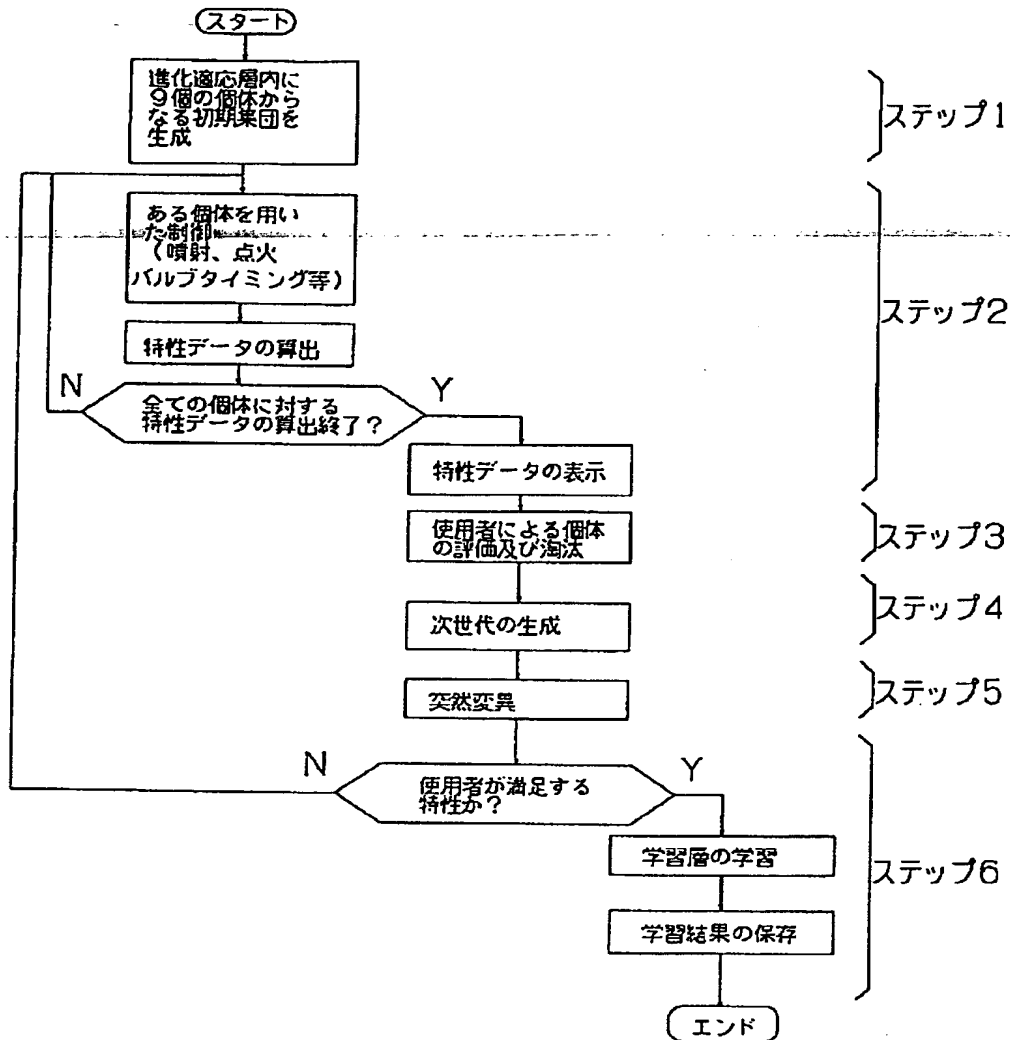 スタート
進化適応層内に
9個の個体から
なる初期集団を
生成
ステップ1
ある個体を用い
た制御
(噴射、点火
バルブタイミング等)
ステップ2
特性データの算出
N
Y
全ての個体に対する
特性データの算出終了?
特性データの表示
使用者による個体
の評価及び淘汰
ステップ3
次世代の生成
ステップ4
突然変異
ステップ5
N
Y
使用者が満足する
特性か?
学習層の学習
ステップ6
学習結果の保存
エンド